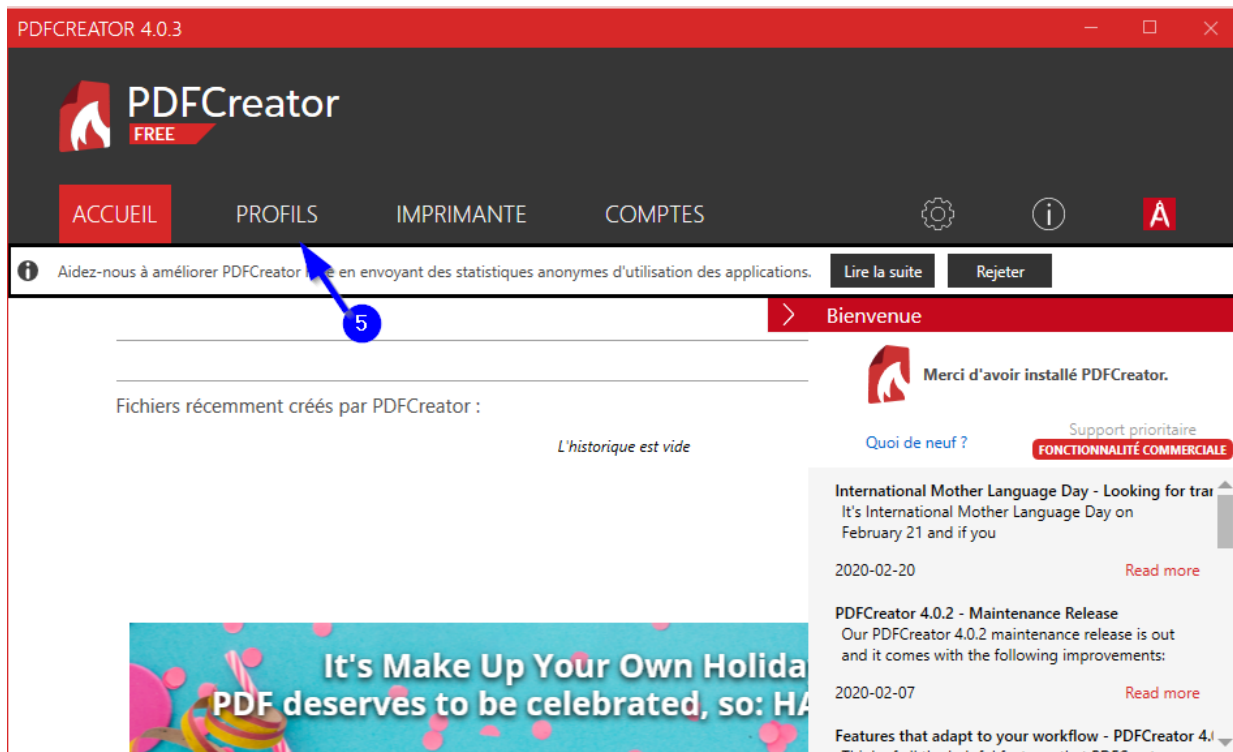 PDFCREATOR 4.0.3
PDFCreator
FREE
ACCUEIL PROFILS IMPRIMANTE COMPTES
Aidez-nous à améliorer PDFCreator en envoyant des statistiques anonymes d'utilisation des applications. Lire la suite Rejeter
5
Bienvenue
Merci d'avoir installé PDFCreator.
Fichiers récemment créés par PDFCreator :
L'historique est vide
Quoi de neuf ?
Support prioritaire
FONCTIONNALITÉ COMMERCIALE
International Mother Language Day - Looking for
It's International Mother Language Day on
February 21 and if you
2020-02-20 Read more
PDFCreator 4.0.2 - Maintenance Release
Our PDFCreator 4.0.2 maintenance release is out
and it comes with the following improvements:
2020-02-07 Read more
Features that adapt to your workflow - PDFCreator 4.
It's Make Up Your Own Holida
PDF deserves to be celebrated, so: HA